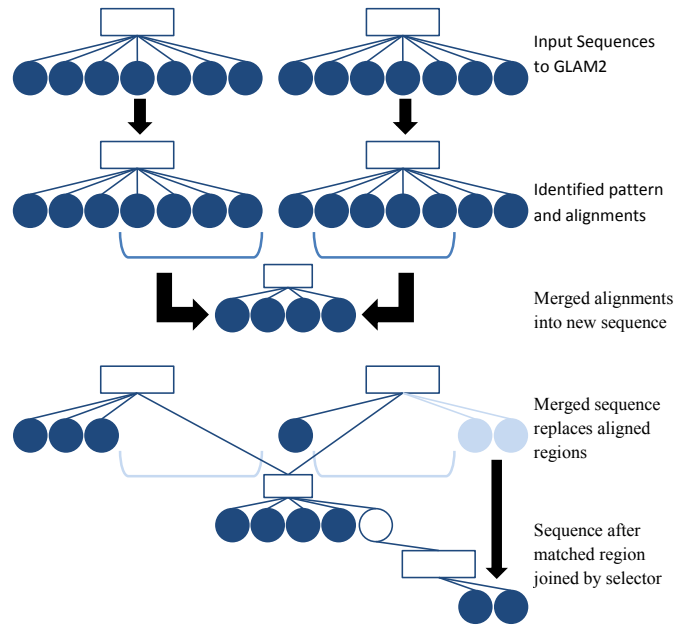 Input Sequences
to GLAM2
Identified pattern
and alignments
Merged alignments
into new sequence
Merged sequence
replaces aligned
regions
Sequence after
matched region
joined by selector